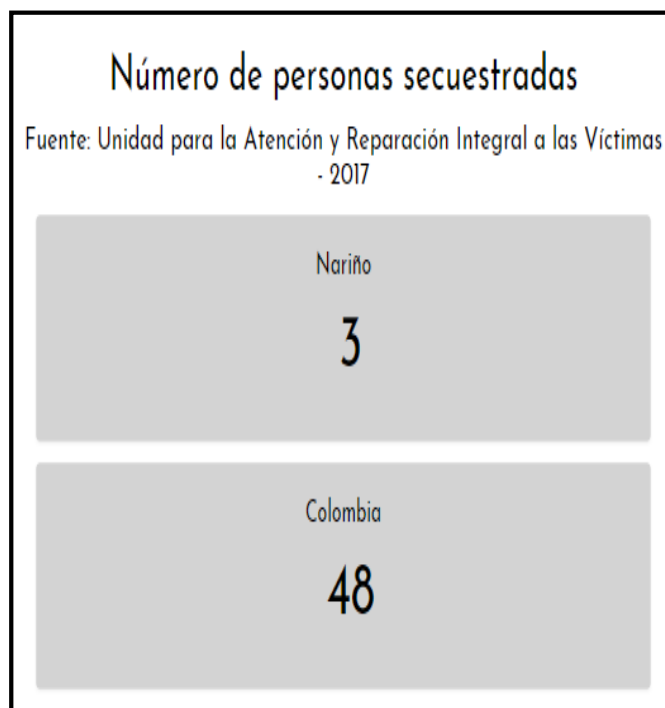 Número de personas secuestradas
Fuente: Unidad para la Atención y Reparación Integral a las Víctimas
- 2017
Nariño
3
Colombia
48